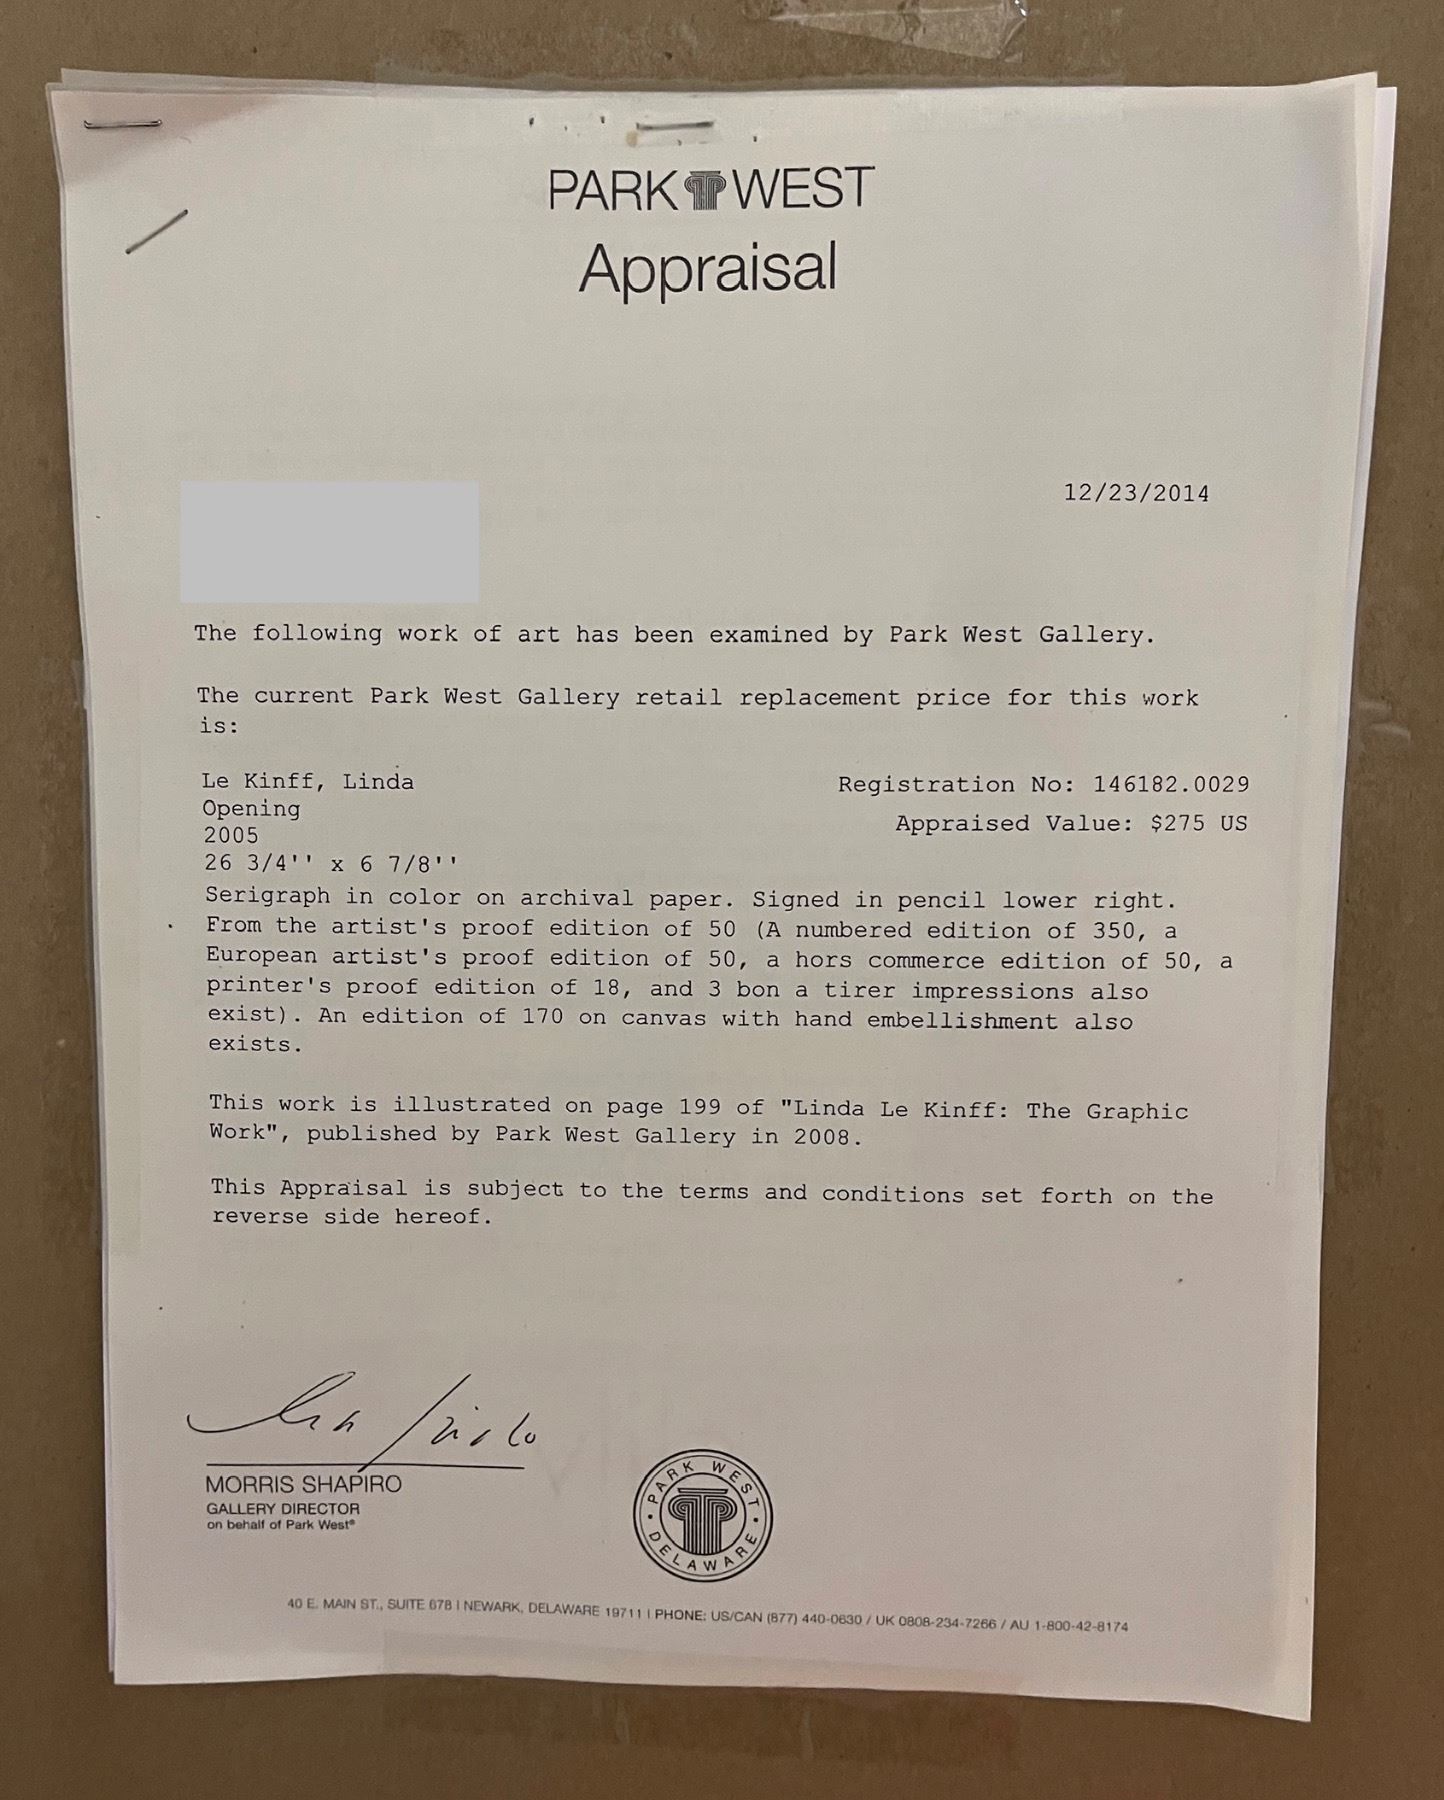 PARK WEST
Appraisal
12/23/2014
The following work of art has been examined by Park West Gallery.
The current Park West Gallery retail replacement price for this work
is:
Le Kinff, Linda
Registration No: 146182.0029
Opening
Appraised Value: $275 US
2005
26 3/4'' x 6 7/8''
Serigraph in color on archival paper. Signed in pencil lower right.
From the artist's proof edition of 50 (A numbered edition of 350, a
European artist's proof edition of 50, a hors commerce edition of 50, a
printer's proof edition of 18, and 3 bon a tirer impressions also
exist). An edition of 170 on canvas with hand embellishment also
exists.
This work is illustrated on page 199 of "Linda Le Kinff: The Graphic
Work", published by Park West Gallery in 2008.
This Appraisal is subject to the terms and conditions set forth on the
reverse side hereof.
MORRIS SHAPIRO
GALLERY DIRECTOR
on behalf of Park West®
PARK WEST
DELAWARE
40 E. MAIN ST., SUITE 678 | NEWARK, DELAWARE 19711 | PHONE: US/CAN (877) 440-0630 / UK 0808-234-7266 / AU 1-800-42-8174